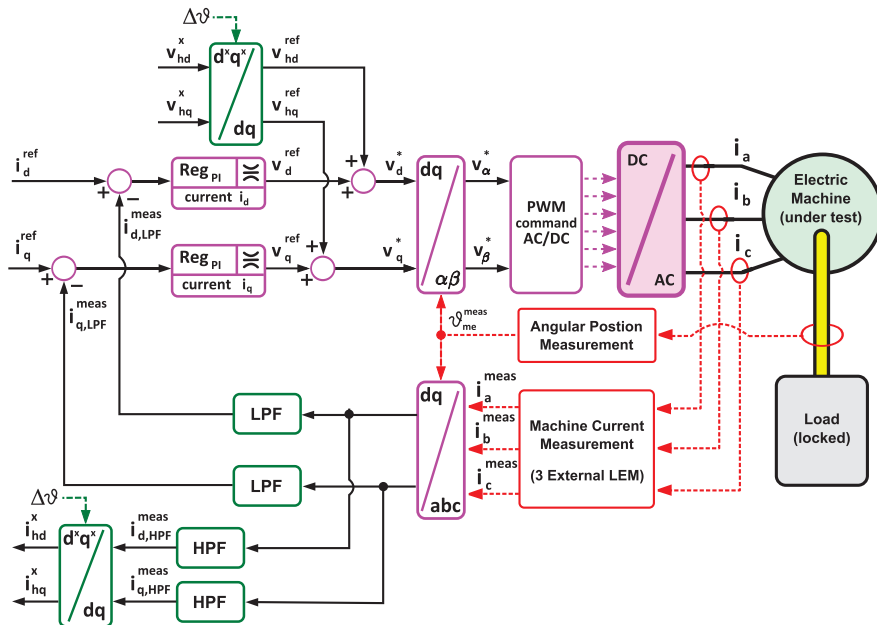 Δϑ
v_hd^x
d^x q^x
v_hd^ref
v_hq^x
v_hq^ref
dq
i_d^ref
+
−
Reg PI
current i_d
v_d^ref
+
+
v_d^*
dq
v_α^*
i_d,LPF^meas
i_q^ref
+
−
Reg PI
current i_q
v_q^ref
+
+
v_q^*
αβ
v_β^*
i_q,LPF^meas
PWM
command
AC/DC
DC
AC
i_a
i_b
i_c
Electric
Machine
(under test)
ϑ_me^meas
Angular Postion
Measurement
LPF
dq
i_a^meas
i_b^meas
i_c^meas
Machine Current
Measurement
(3 External LEM)
Load
(locked)
LPF
abc
Δϑ
i_hd^x
d^x q^x
i_d,HPF^meas
HPF
i_hq^x
dq
i_q,HPF^meas
HPF